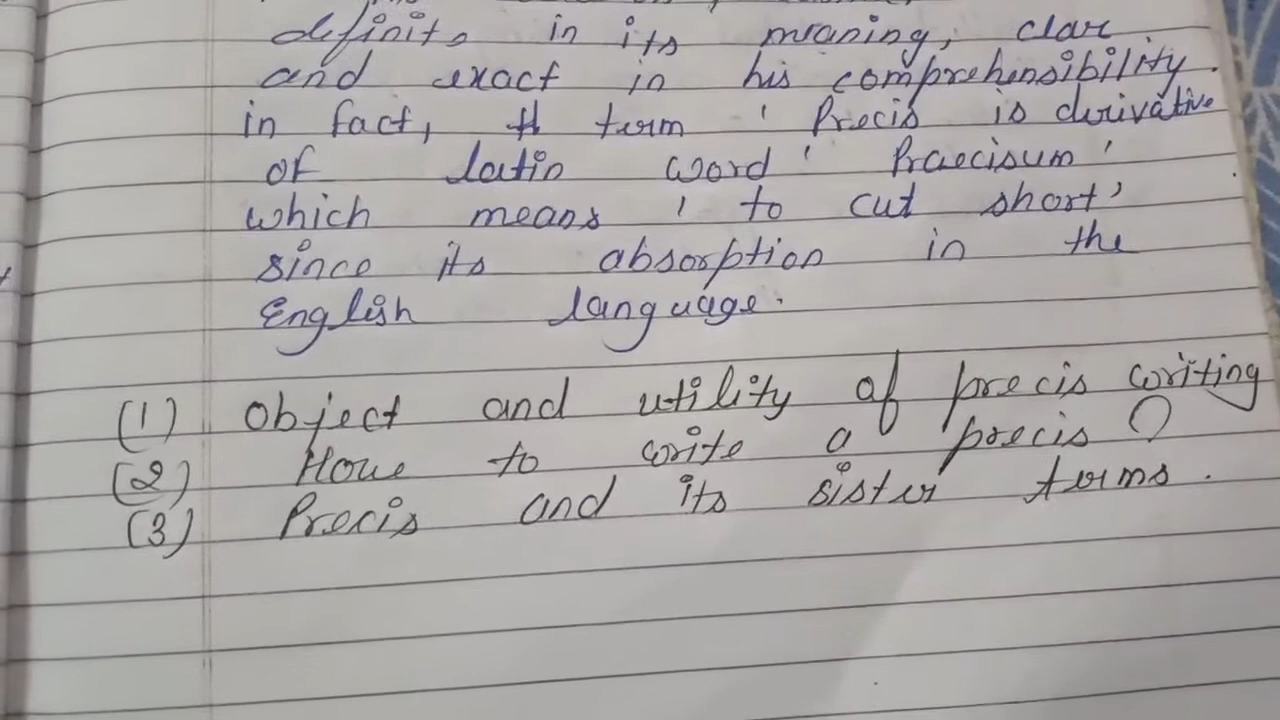 definite in its meaning, clar
and exact in his comprehensibility.
in fact, th term ' Precis is derivative
of latin word ' Praecisum '
which means ' to cut short '
since its absorption in the
English language.
(1) Object and utility of precis writing
(2) How to write a precis ?
(3) Precis and its sister terms.